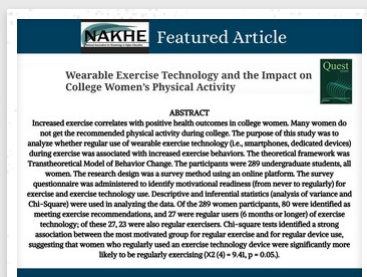 NAKHE Featured Article
Quest
Wearable Exercise Technology and the Impact on
College Women's Physical Activity
ABSTRACT
Increased exercise correlates with positive health outcomes in college women. Many women do
not get the recommended physical activity during college. The purpose of this study was to
analyze whether regular use of wearable exercise technology (i.e., smartphones, dedicated devices)
during exercise was associated with increased exercise behaviors. The theoretical framework was
Transtheoretical Model of Behavior Change. The participants were 289 undergraduate students, all
women. The research design was a survey method using an online platform. The survey
questionnaire was administered to identify motivational readiness (from never to regularly) for
exercise and exercise technology use. Descriptive and inferential statistics (analysis of variance and
Chi-Square) were used in analyzing the data. Of the 289 women participants, 80 were identified as
meeting exercise recommendations, and 27 were regular users (6 months or longer) of exercise
technology; of these 27, 23 were also regular exercisers. Chi-square tests identified a strong
association between the most motivated group for regular exercise and for regular device use,
suggesting that women who regularly used an exercise technology device were significantly more
likely to be regularly exercising (X2 (4) = 9.41, p = 0.05.).